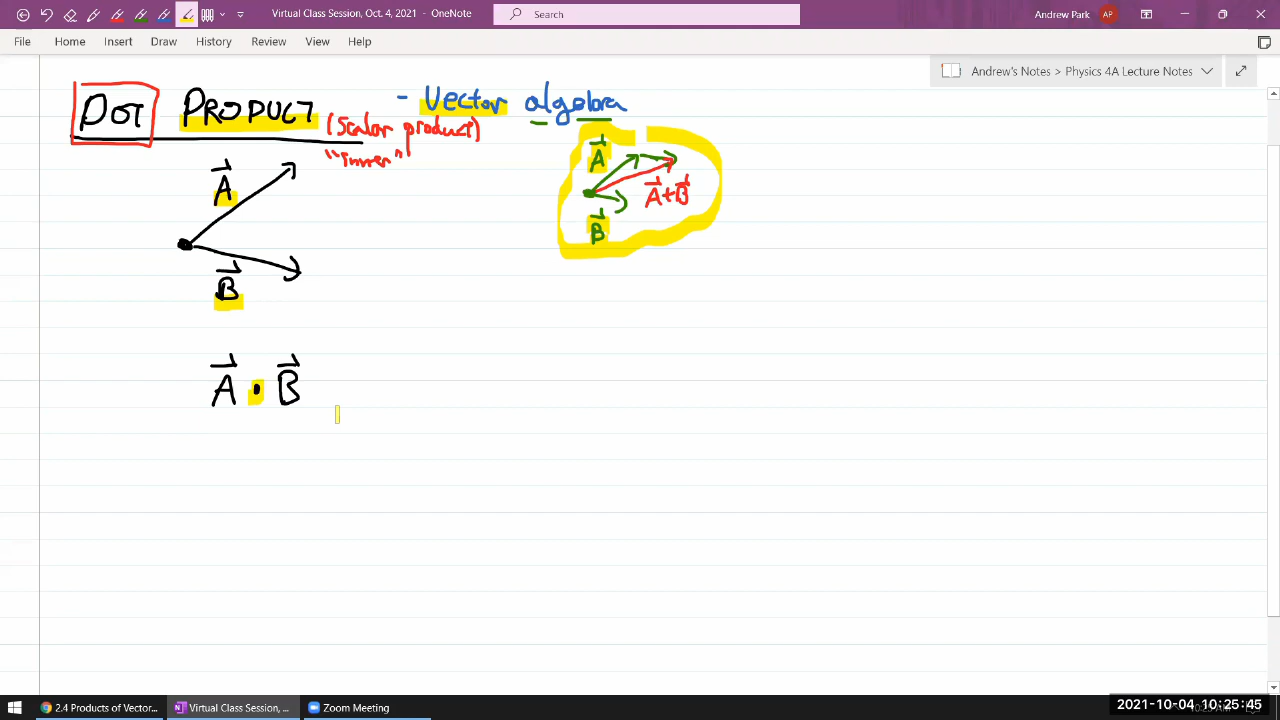 Virtual Class Session, Oct. 4, 2021 - OneNote
Search
Andrew Park
AP
File Home Insert Draw History Review View Help
Andrew's Notes > Physics 4A Lecture Notes
DOT PRODUCT - Vector algebra
(Scalar product)
"inner"
A
B
A
B
A+B
A • B
2.4 Products of Vector...
Virtual Class Session, ...
Zoom Meeting
2021-10-04 10:25:45